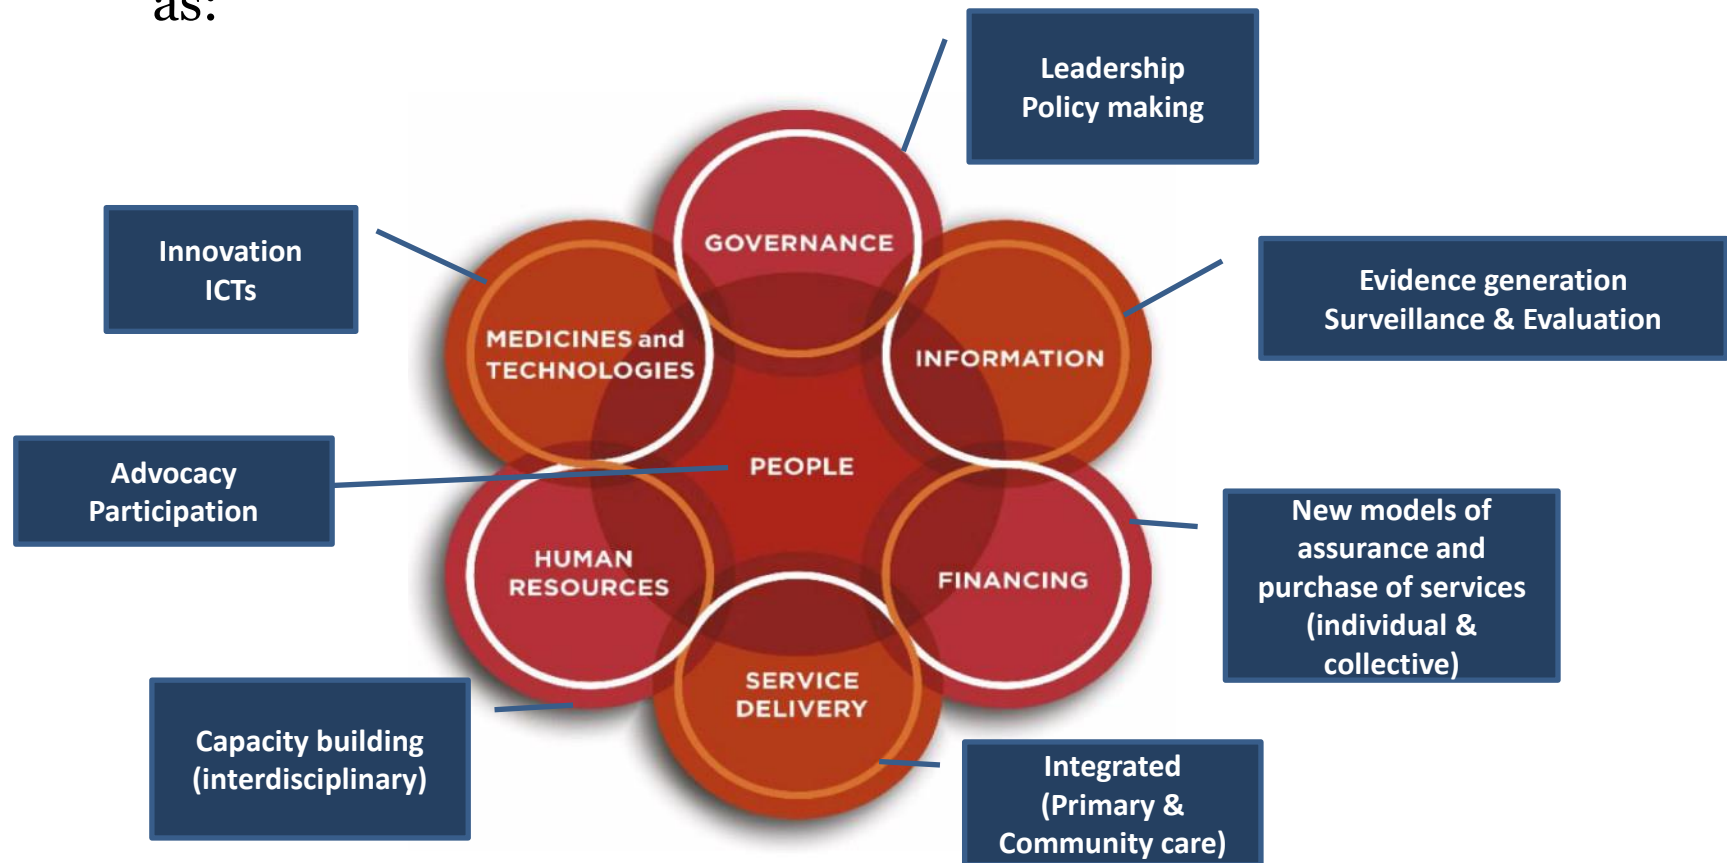 as:
Leadership
Policy making
Innovation
ICTs
GOVERNANCE
Evidence generation
Surveillance & Evaluation
MEDICINES and
TECHNOLOGIES
INFORMATION
Advocacy
Participation
PEOPLE
New models of
assurance and
purchase of services
(individual &
collective)
HUMAN
RESOURCES
FINANCING
SERVICE
DELIVERY
Capacity building
(interdisciplinary)
Integrated
(Primary &
Community care)